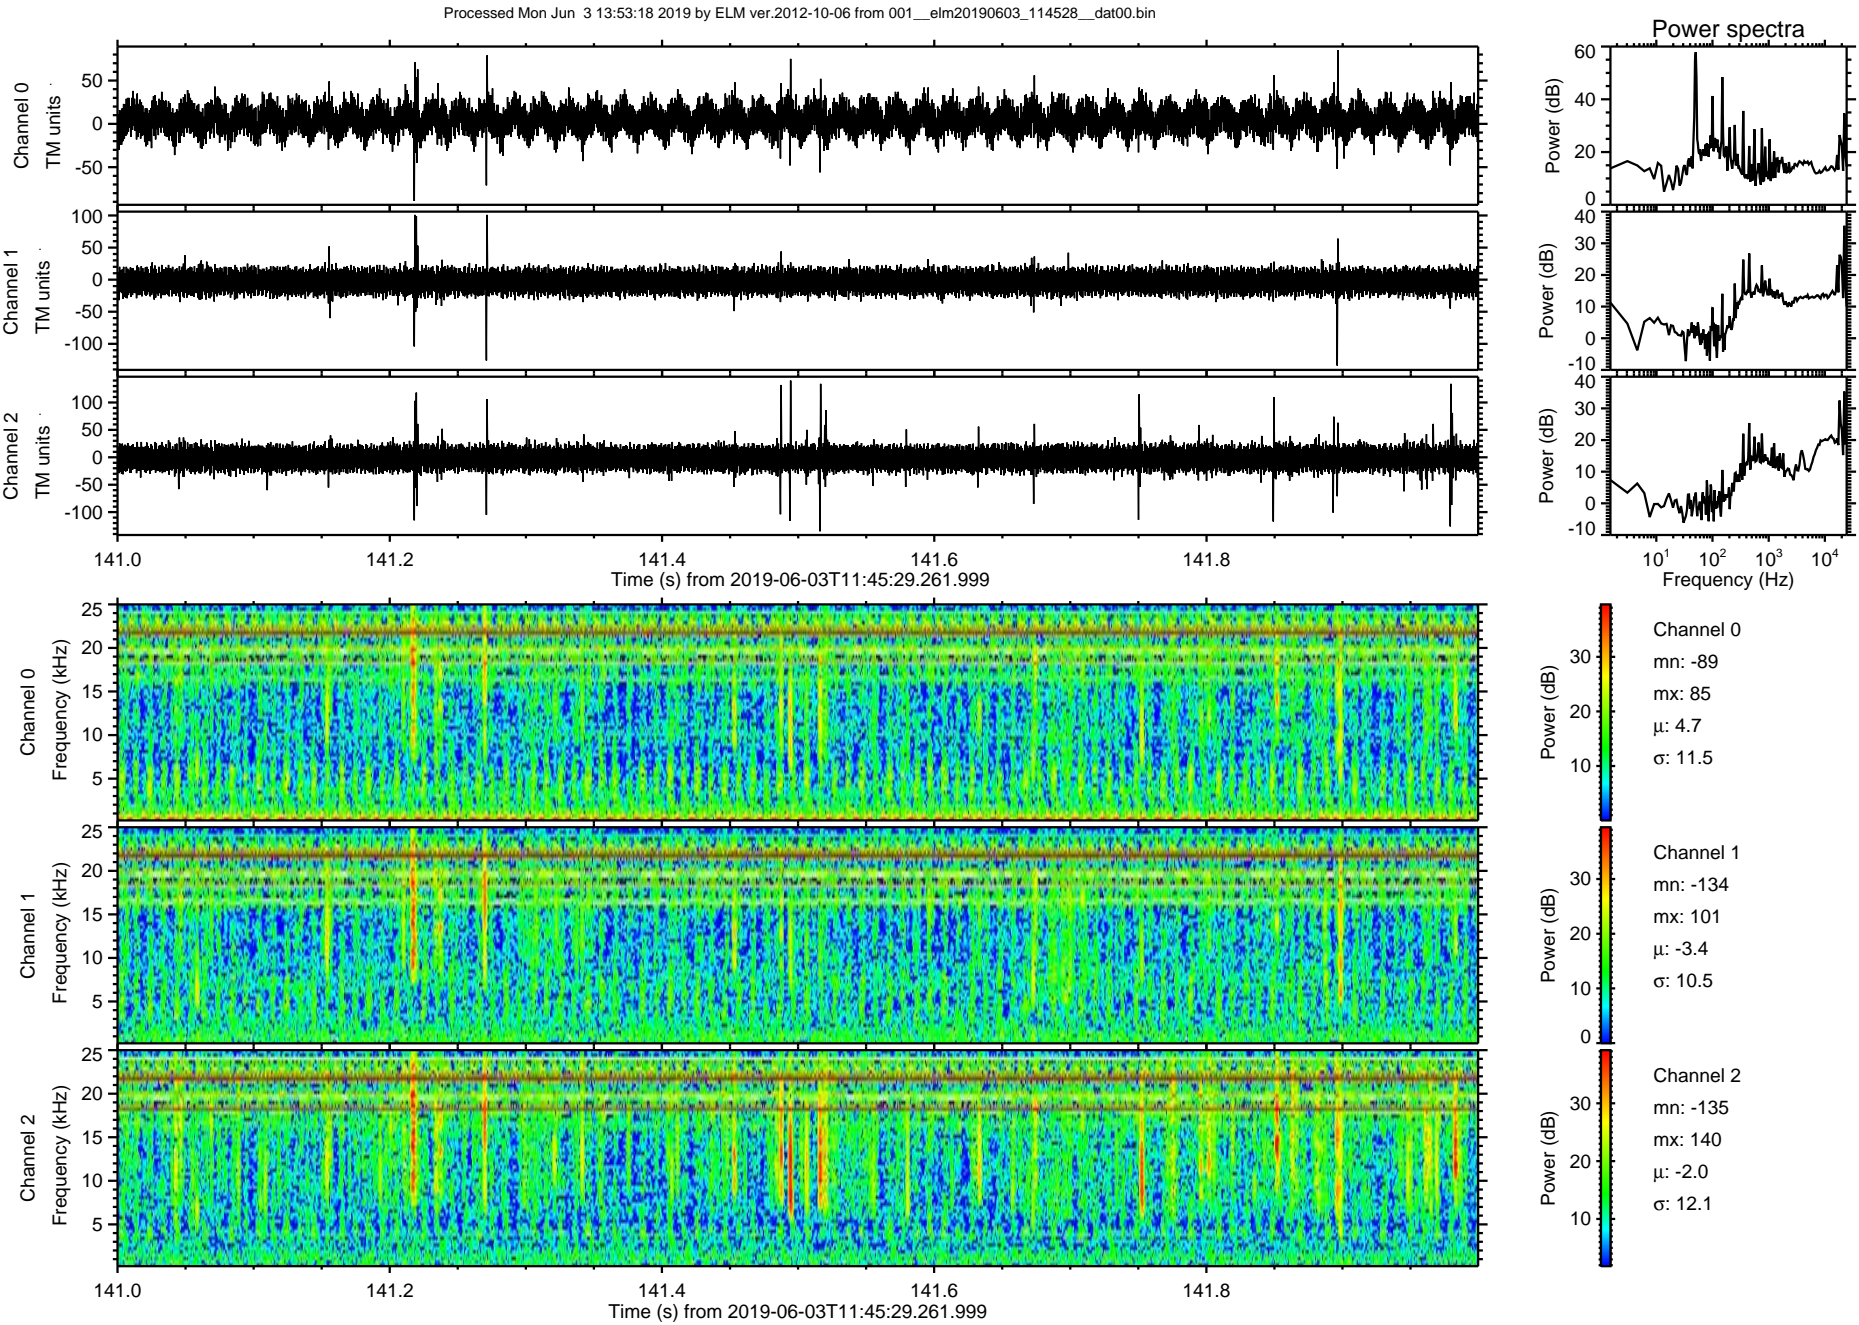 Processed Mon Jun  3 13:53:18 2019 by ELM ver.2012-10-06 from 001__elm20190603_114528__dat00.bin
Power spectra
Channel 0
TM units
50
0
-50
Power (dB)
60
40
20
0
Channel 1
TM units
100
50
0
-50
-100
Power (dB)
40
30
20
10
0
-10
Channel 2
TM units
100
50
0
-50
-100
Power (dB)
40
30
20
10
0
-10
141.0
141.2
141.4
141.6
141.8
Time (s) from 2019-06-03T11:45:29.261.999
10¹
10²
10³
10⁴
Frequency (Hz)
Channel 0
Frequency (kHz)
25
20
15
10
5
Power (dB)
30
20
10
Channel 0
mn: -89
mx: 85
μ: 4.7
σ: 11.5
Channel 1
Frequency (kHz)
25
20
15
10
5
Power (dB)
30
20
10
0
Channel 1
mn: -134
mx: 101
μ: -3.4
σ: 10.5
Channel 2
Frequency (kHz)
25
20
15
10
5
Power (dB)
30
20
10
Channel 2
mn: -135
mx: 140
μ: -2.0
σ: 12.1
141.0
141.2
141.4
141.6
141.8
Time (s) from 2019-06-03T11:45:29.261.999